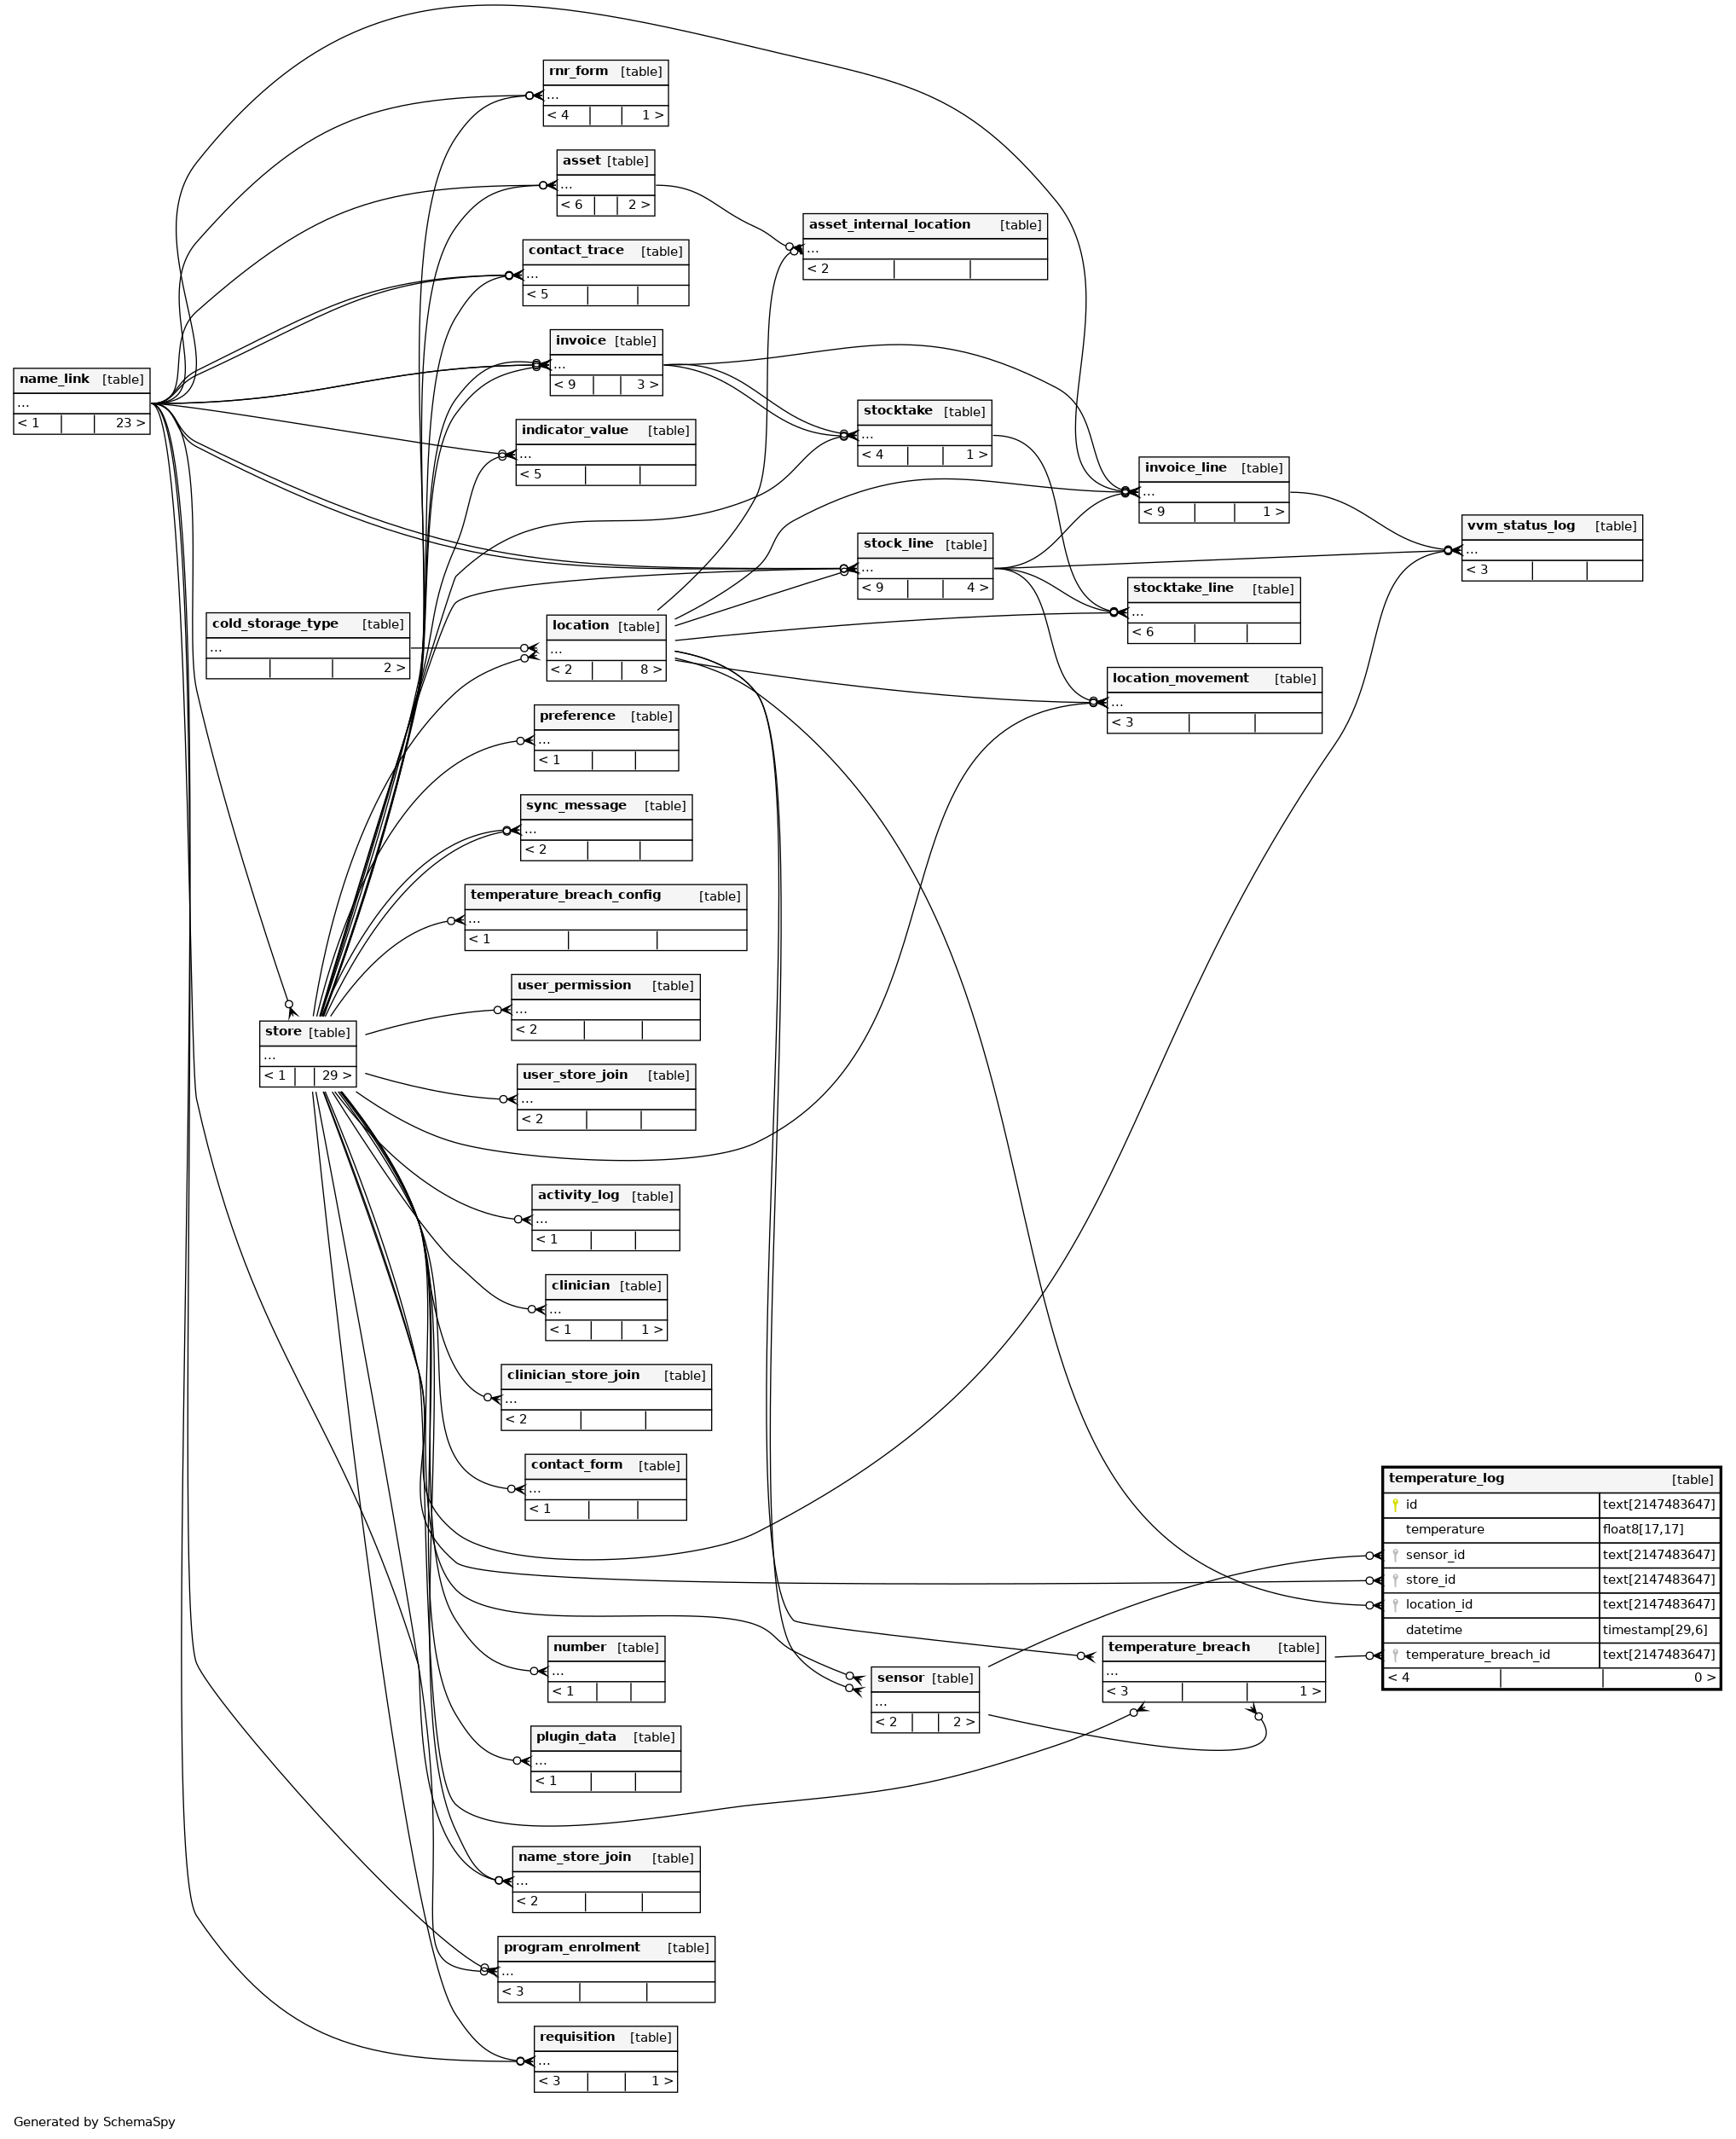 rnr_form [table]
...
< 4 1 >
asset [table]
...
< 6 2 >
asset_internal_location [table]
...
< 2
contact_trace [table]
...
< 5
invoice [table]
...
< 9 3 >
name_link [table]
...
< 1 23 >
indicator_value [table]
...
< 5
stocktake [table]
...
< 4 1 >
invoice_line [table]
...
< 9 1 >
vvm_status_log [table]
...
< 3
stock_line [table]
...
< 9 4 >
stocktake_line [table]
...
< 6
cold_storage_type [table]
...
2 >
location [table]
...
< 2 8 >
location_movement [table]
...
< 3
preference [table]
...
< 1
sync_message [table]
...
< 2
temperature_breach_config [table]
...
< 1
user_permission [table]
...
< 2
store [table]
...
< 1 29 >
user_store_join [table]
...
< 2
activity_log [table]
...
< 1
clinician [table]
...
< 1 1 >
clinician_store_join [table]
...
< 2
contact_form [table]
...
< 1
temperature_log [table]
id text[2147483647]
temperature float8[17,17]
sensor_id text[2147483647]
store_id text[2147483647]
location_id text[2147483647]
datetime timestamp[29,6]
temperature_breach_id text[2147483647]
< 4 0 >
number [table]
...
< 1
sensor [table]
...
< 2 2 >
temperature_breach [table]
...
< 3 1 >
plugin_data [table]
...
< 1
name_store_join [table]
...
< 2
program_enrolment [table]
...
< 3
requisition [table]
...
< 3 1 >
Generated by SchemaSpy